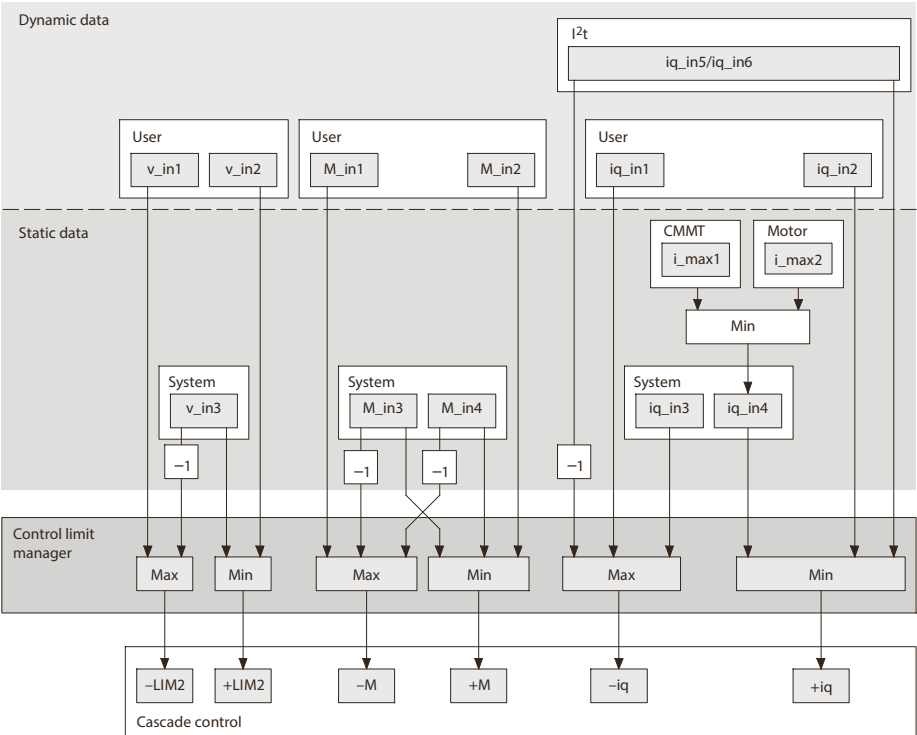 Dynamic data
I²t
iq_in5/iq_in6
User
v_in1
v_in2
User
M_in1
M_in2
User
iq_in1
iq_in2
Static data
CMMT
i_max1
Motor
i_max2
Min
System
v_in3
System
M_in3
M_in4
System
iq_in3
iq_in4
−1
−1
−1
−1
Control limit
manager
Max
Min
Max
Min
Max
Min
−LIM2
+LIM2
−M
+M
−iq
+iq
Cascade control